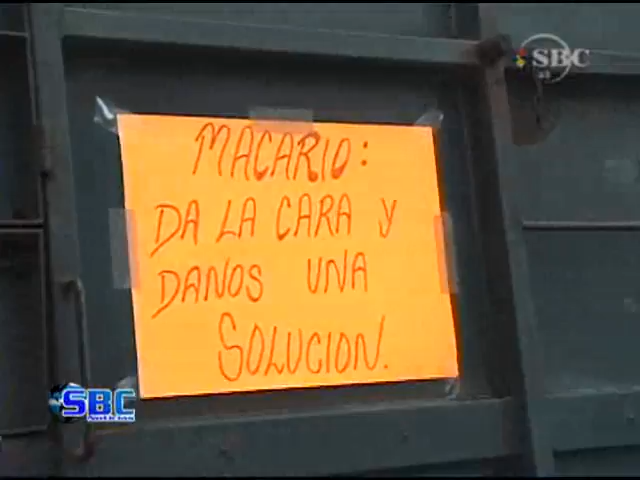 SBC
MACARIO:
DA LA CARA Y
DANOS UNA
SOLUCION.
SBC